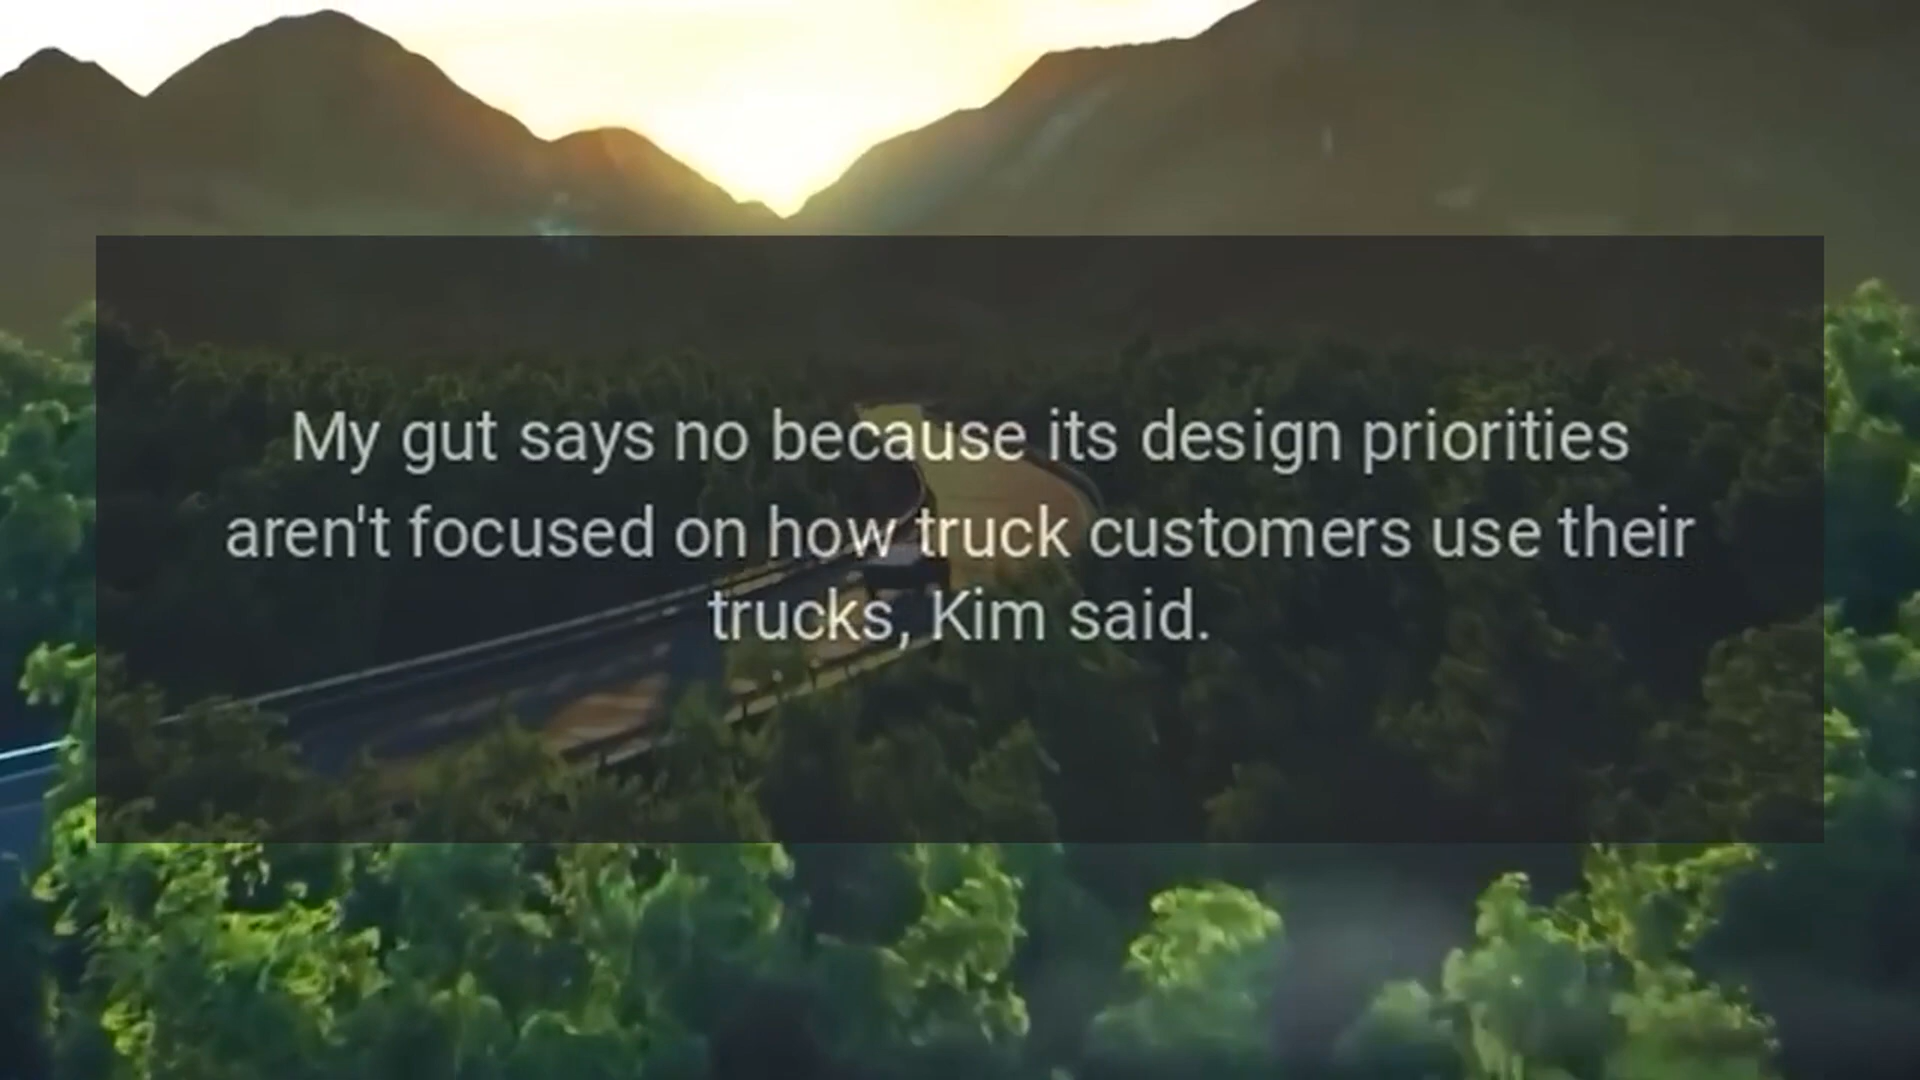 My gut says no because its design priorities
aren't focused on how truck customers use their
trucks, Kim said.